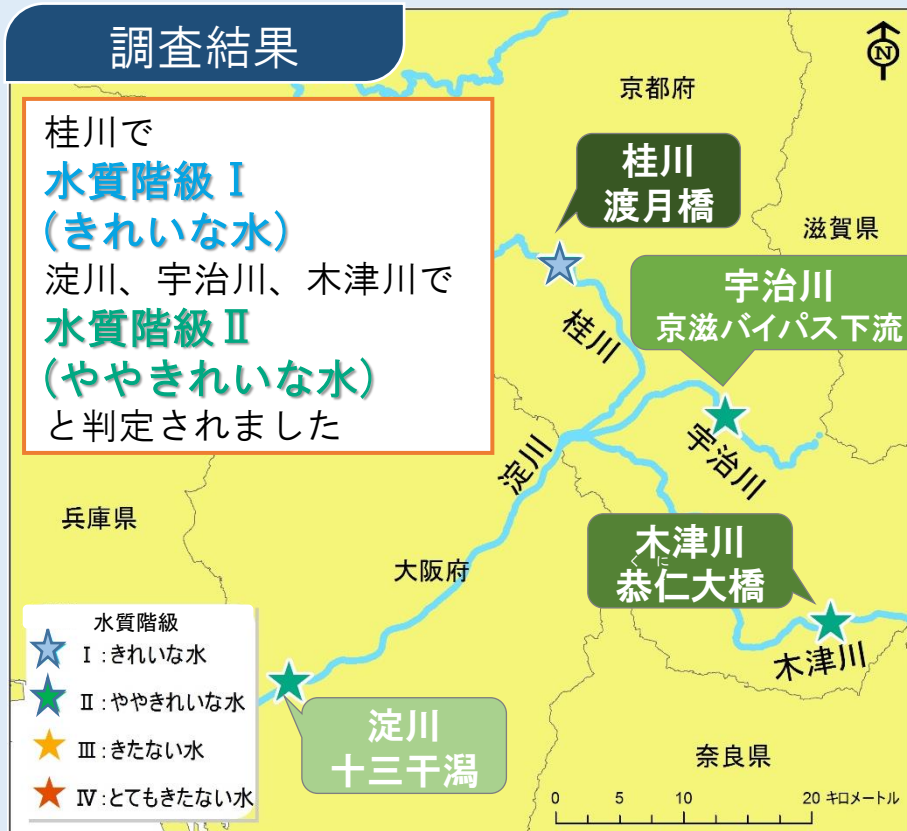 調査結果
桂川で
水質階級Ⅰ
(きれいな水)
淀川、宇治川、木津川で
水質階級Ⅱ
(ややきれいな水)
と判定されました
N
京都府
桂川
渡月橋
滋賀県
宇治川
京滋バイパス下流
桂川
宇治川
淀川
兵庫県
大阪府
木津川
くに
恭仁大橋
木津川
水質階級
Ⅰ:きれいな水
Ⅱ:ややきれいな水
Ⅲ:きたない水
Ⅳ:とてもきたない水
淀川
十三干潟
奈良県
0 5 10 20 キロメートル